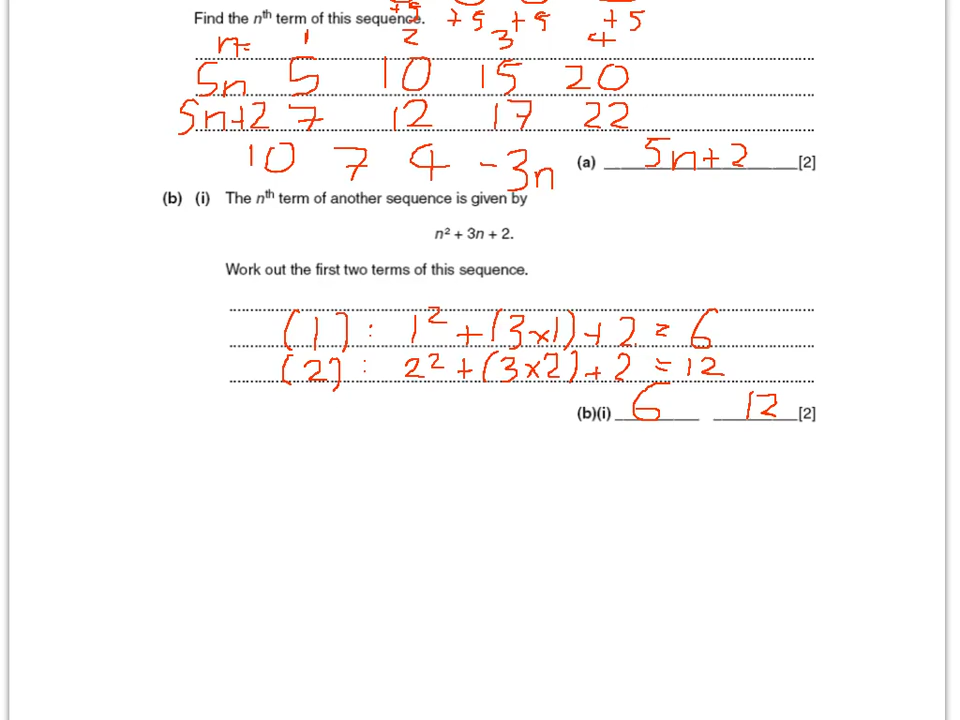 +5 +5 +5 +5
Find the nth term of this sequence.
n= 1 2 3 4
5n 5 10 15 20
5n+2 7 12 17 22
10 7 4 -3n
(a) 5n+2 [2]
(b) (i) The nth term of another sequence is given by
n² + 3n + 2.
Work out the first two terms of this sequence.
(1): 1² + (3×1) + 2 = 6
(2): 2² + (3×2) + 2 = 12
(b)(i) 6 12 [2]